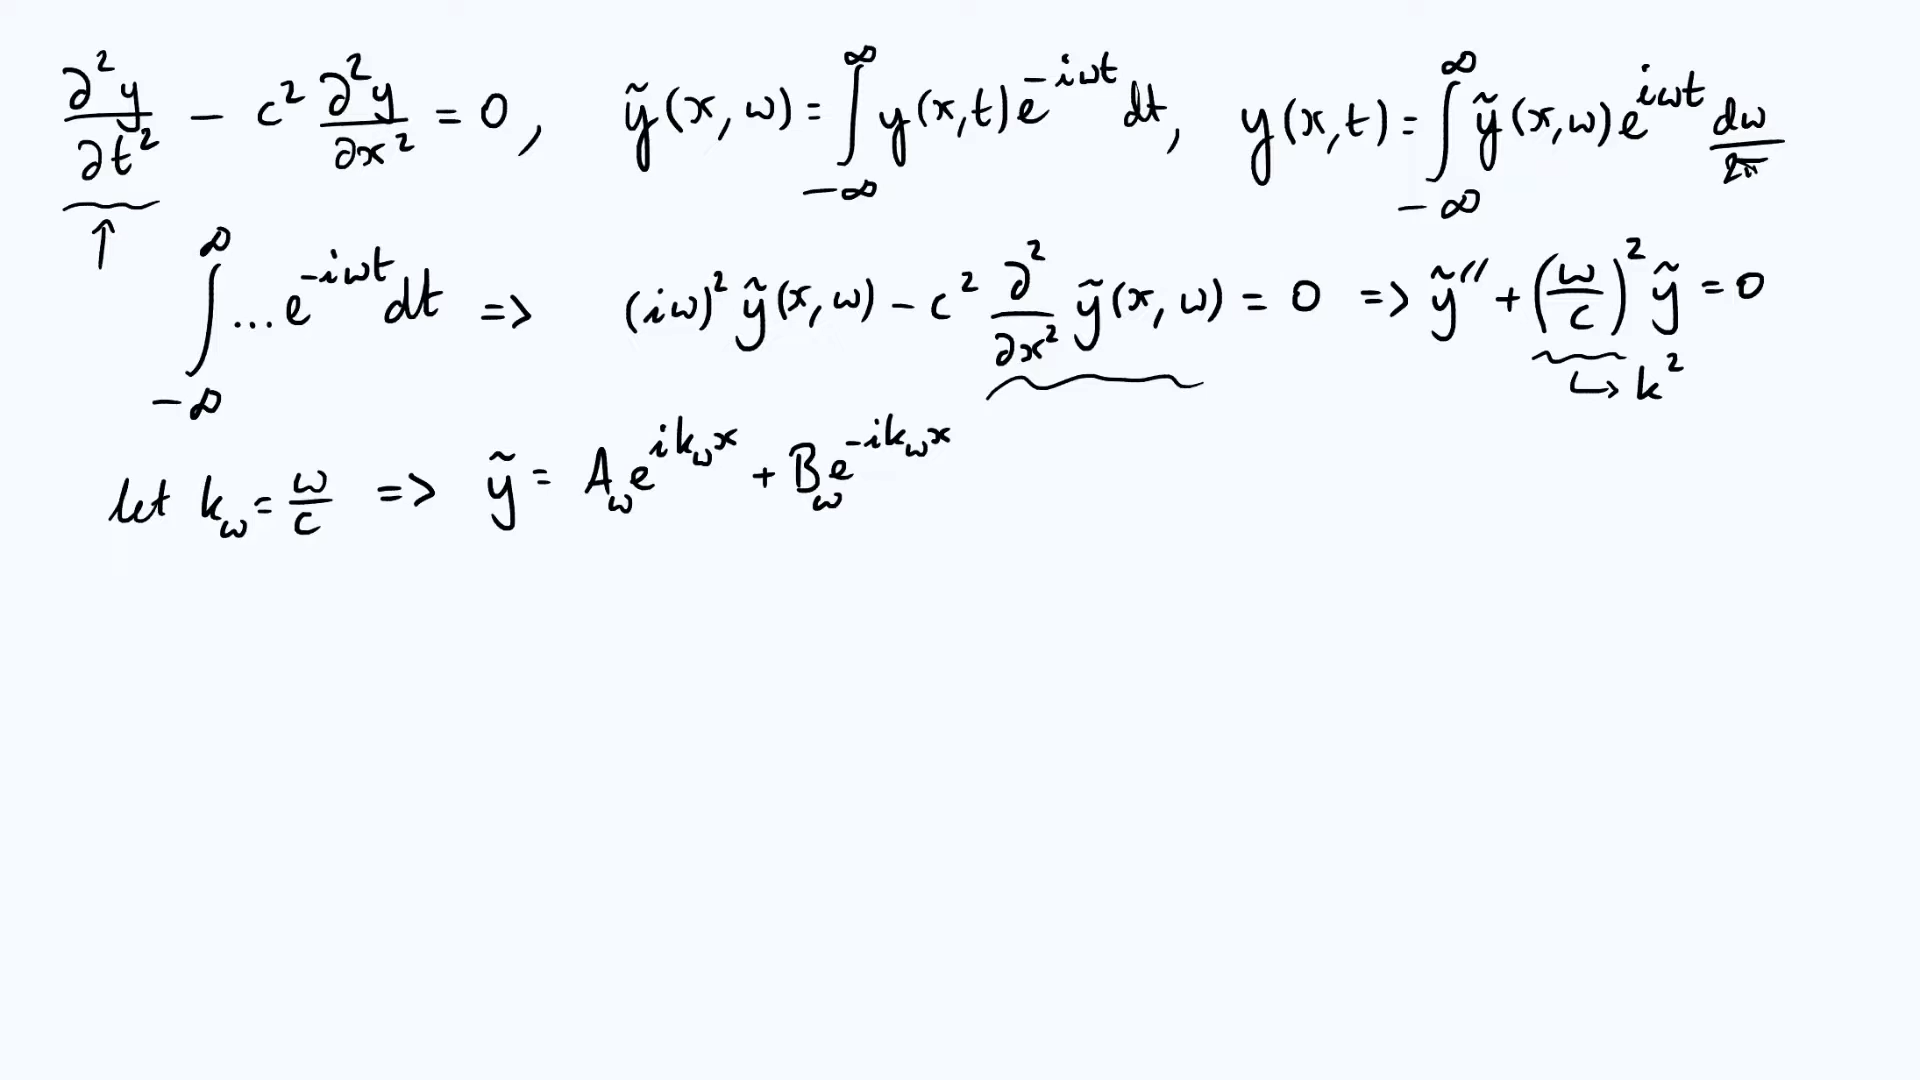 ∂²y/∂t² - c² ∂²y/∂x² = 0, ỹ(x, ω) = ∫_{-∞}^{∞} y(x,t) e^{-iωt} dt, y(x,t) = ∫_{-∞}^{∞} ỹ(x,ω) e^{iωt} dω/2π
↑ ∫_{-∞}^{∞} ... e^{-iωt} dt => (iω)² ỹ(x, ω) - c² ∂²/∂x² ỹ(x, ω) = 0 => ỹ'' + (ω/c)² ỹ = 0
↳ k²
let k_ω = ω/c => ỹ = A_ω e^{ik_ω x} + B_ω e^{-ik_ω x}